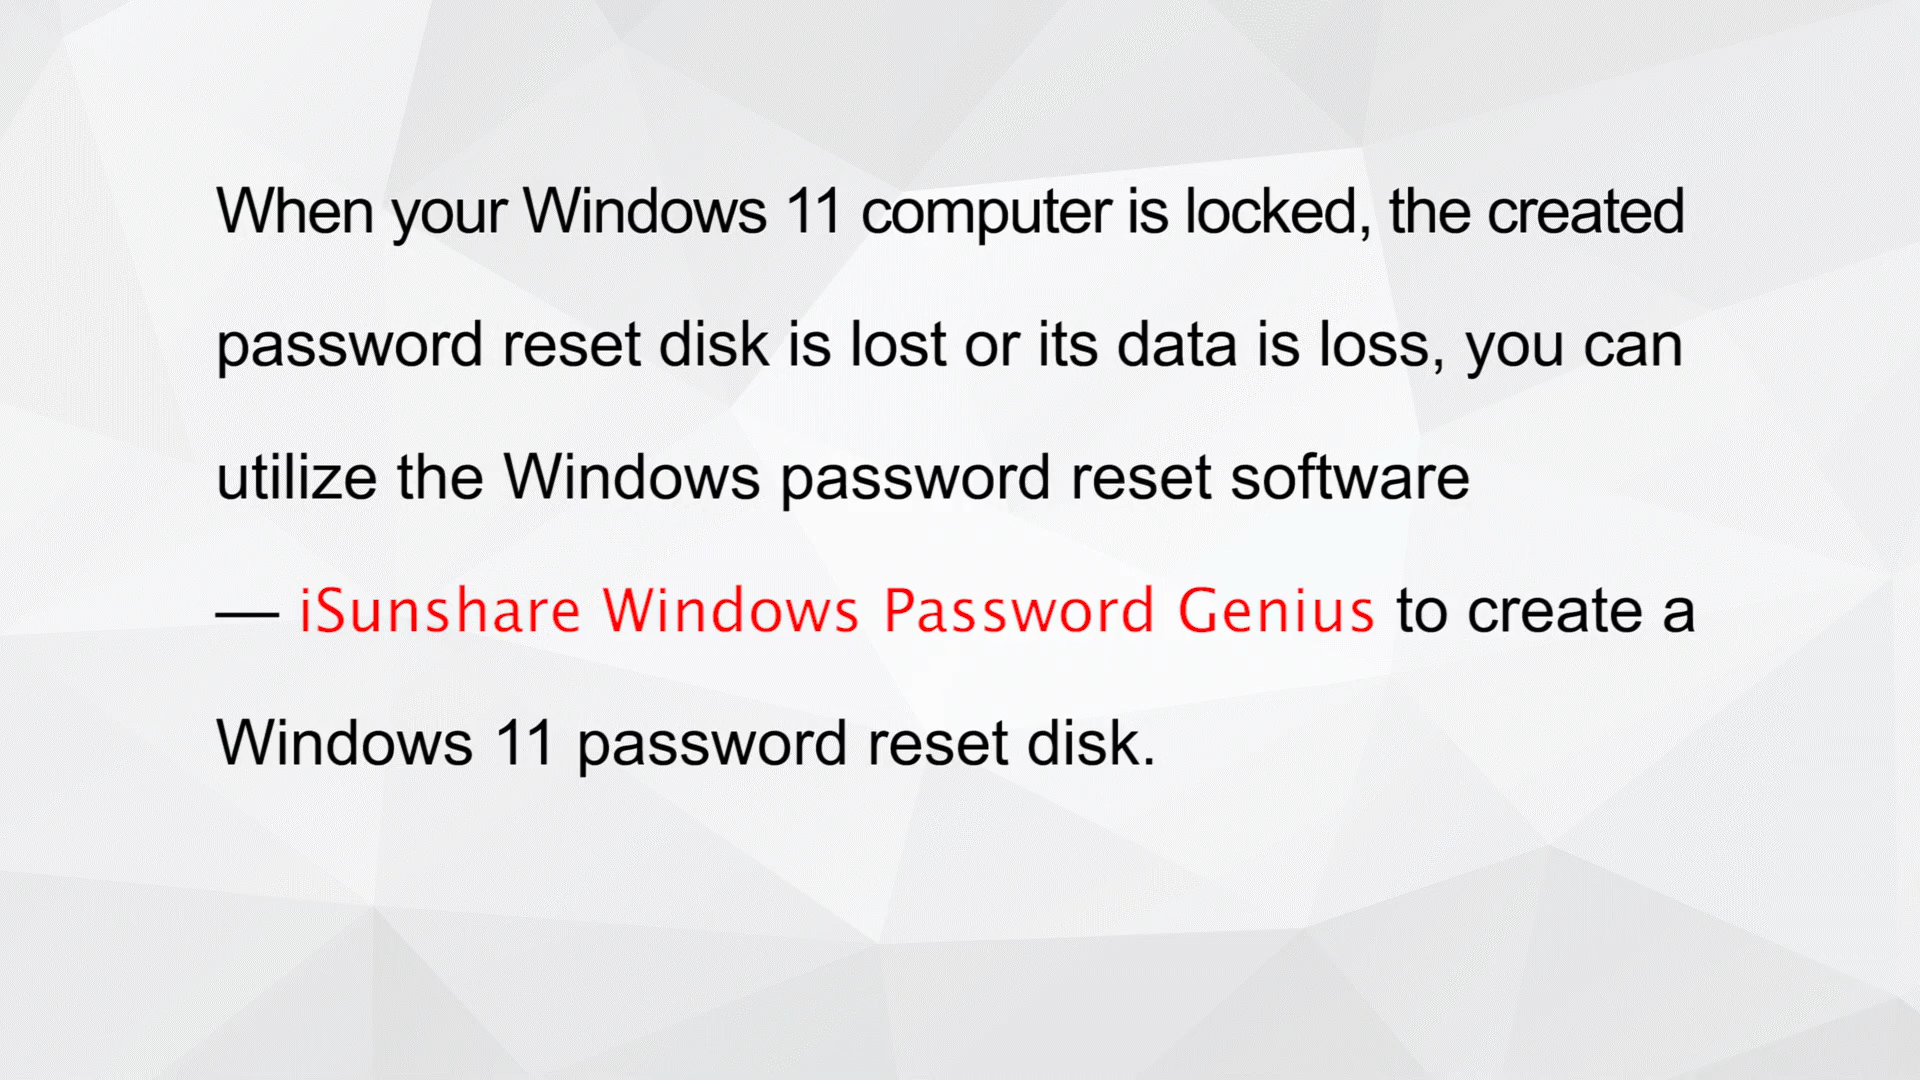 When your Windows 11 computer is locked, the created
password reset disk is lost or its data is loss, you can
utilize the Windows password reset software
— iSunshare Windows Password Genius to create a
Windows 11 password reset disk.